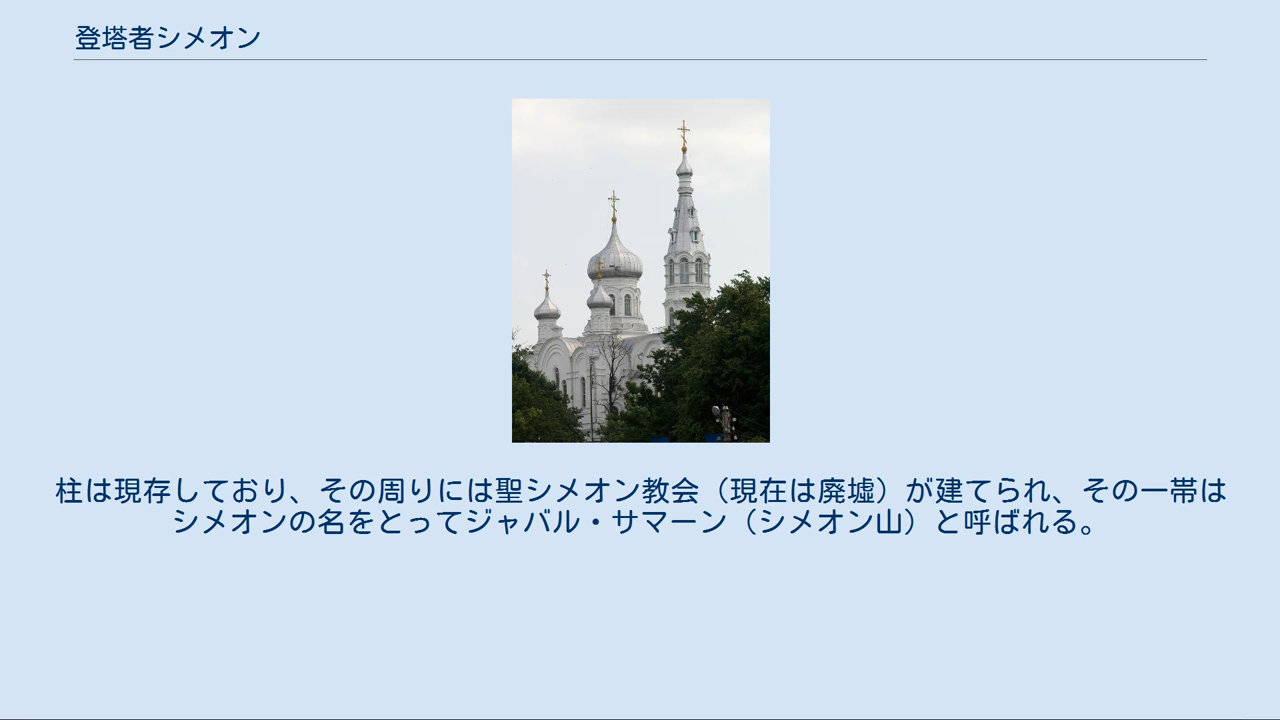 登塔者シメオン
柱は現存しており、その周りには聖シメオン教会（現在は廃墟）が建てられ、その一帯は
シメオンの名をとってジャバル・サマーン（シメオン山）と呼ばれる。